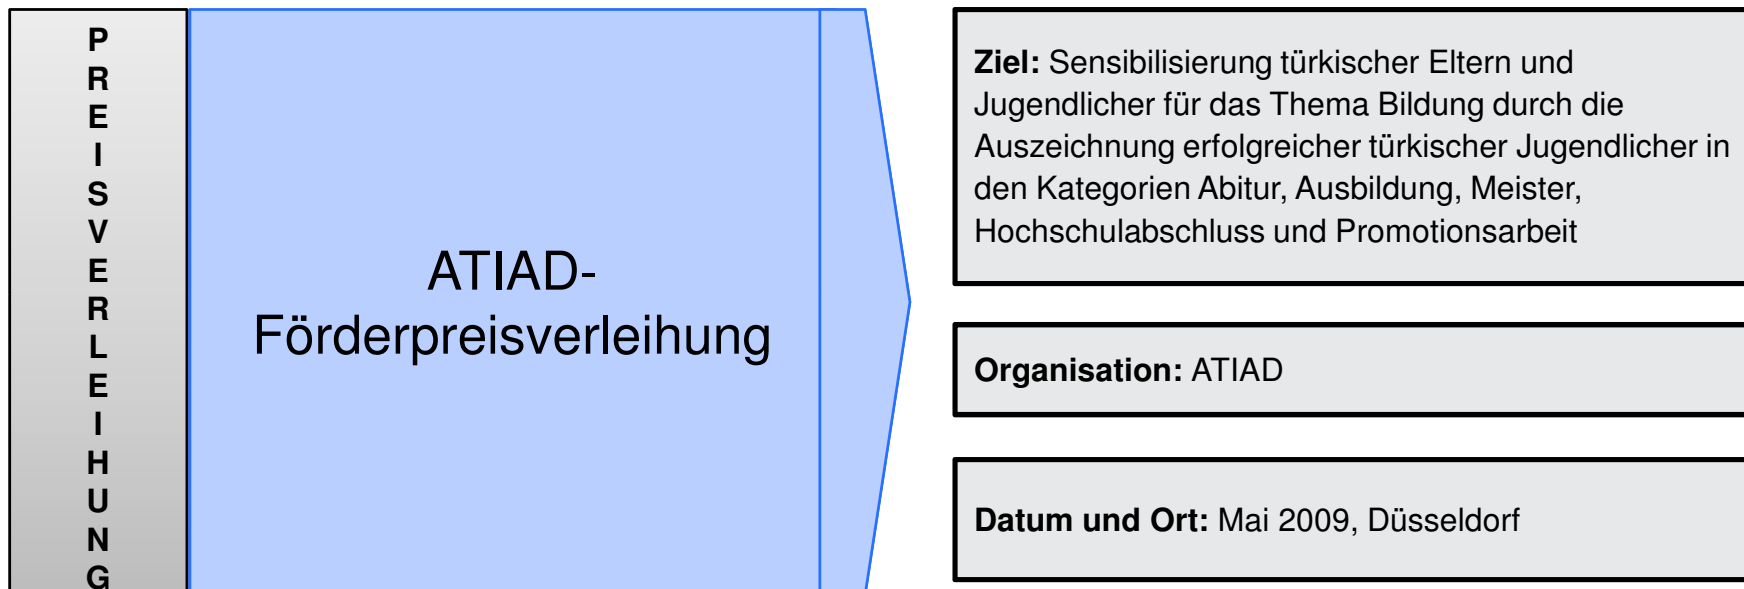 P
R
E
I
S
V
E
R
L
E
I
H
U
N
G
ATIAD-
Förderpreisverleihung
Ziel: Sensibilisierung türkischer Eltern und
Jugendlicher für das Thema Bildung durch die
Auszeichnung erfolgreicher türkischer Jugendlicher in
den Kategorien Abitur, Ausbildung, Meister,
Hochschulabschluss und Promotionsarbeit
Organisation: ATIAD
Datum und Ort: Mai 2009, Düsseldorf